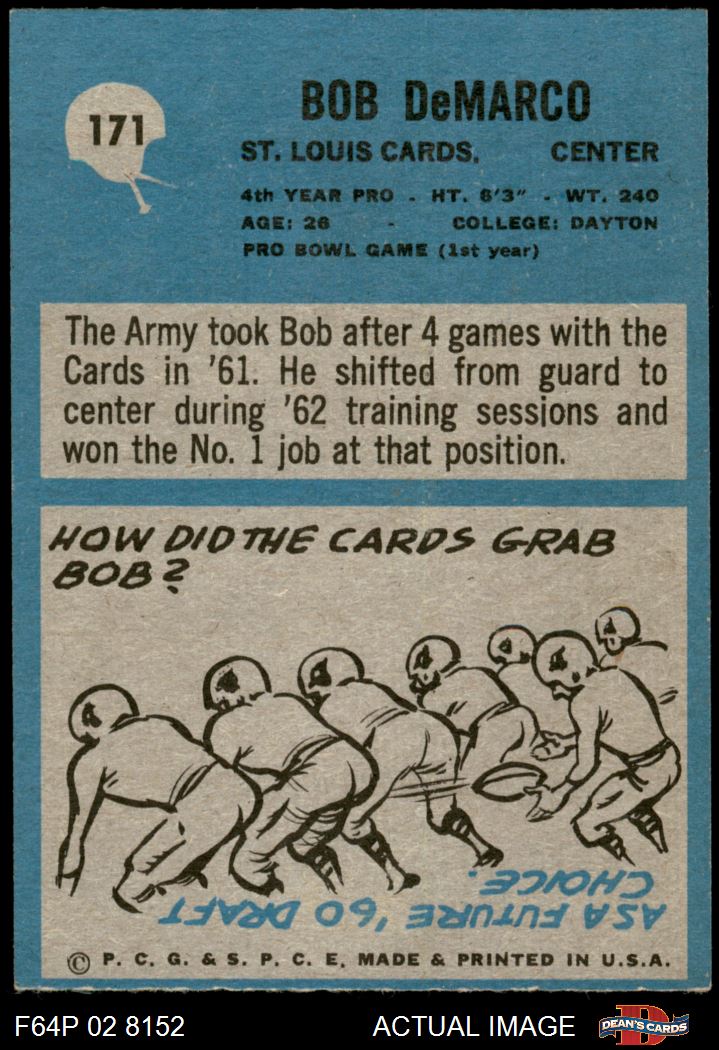 171
BOB DeMARCO
ST. LOUIS CARDS. CENTER
4th YEAR PRO - HT. 6'3" - WT. 240
AGE: 26 - COLLEGE: DAYTON
PRO BOWL GAME (1st year)
The Army took Bob after 4 games with the
Cards in '61. He shifted from guard to
center during '62 training sessions and
won the No. 1 job at that position.
HOW DID THE CARDS GRAB
BOB?
AS A FUTURE '60 DRAFT
CHOICE.
© P. C. G. & S. P. C. E. MADE & PRINTED IN U.S.A.
F64P 02 8152 ACTUAL IMAGE
DEAN'S CARDS